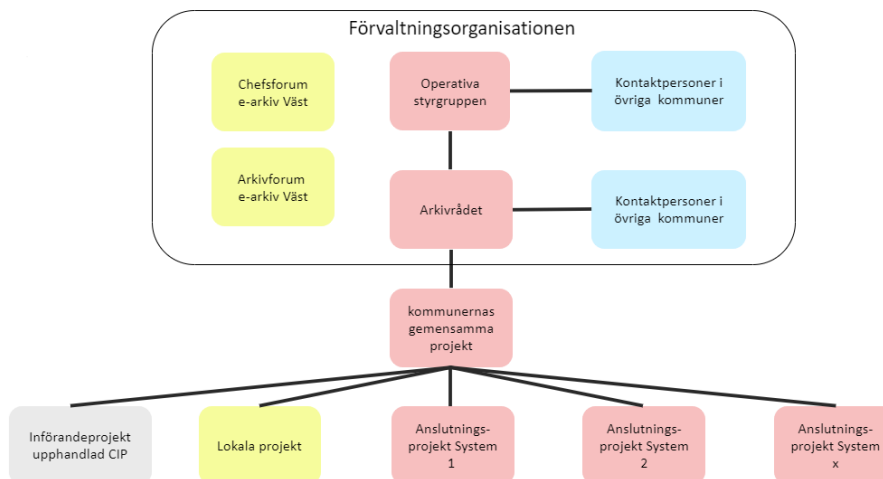 Förvaltningsorganisationen
Chefsforum
e-arkiv Väst
Operativa
styrgruppen
Kontaktpersoner i
övriga kommuner
Arkivforum
e-arkiv Väst
Arkivrådet
Kontaktpersoner i
övriga kommuner
kommunernas
gemensamma
projekt
Införandeprojekt
upphandlad CIP
Lokala projekt
Anslutnings-
projekt System
1
Anslutnings-
projekt System
2
Anslutnings-
projekt System
x